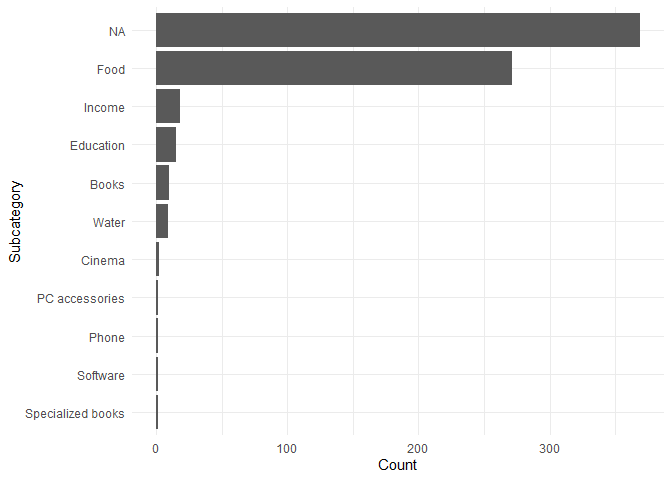 NA
Food
Income
Education
Books
Water
Cinema
PC accessories
Phone
Software
Specialized books
Subcategory
0 100 200 300
Count